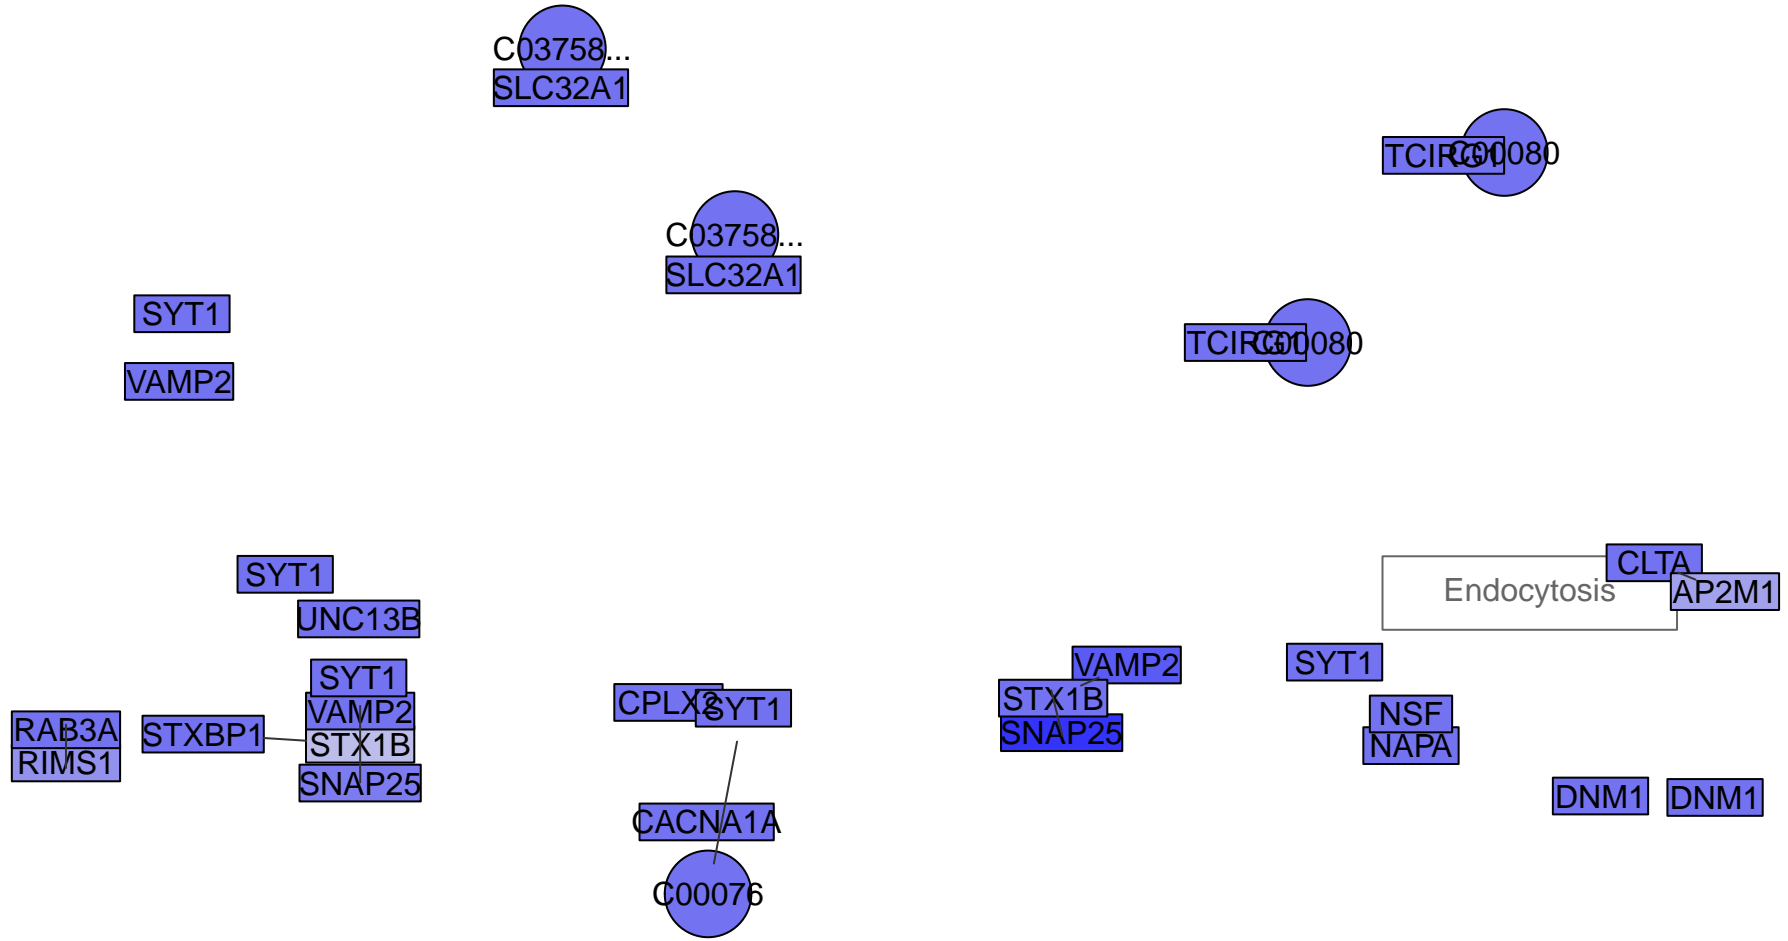 C03758...
SLC32A1
TCIRG1
C00080
C03758...
SLC32A1
SYT1
TCIRG1
C00080
VAMP2
SYT1
UNC13B
CLTA
Endocytosis
AP2M1
SYT1
VAMP2
STX1B
SNAP25
RAB3A
RIMS1
STXBP1
CPLX2
SYT1
VAMP2
STX1B
SNAP25
SYT1
NSF
NAPA
DNM1
DNM1
CACNA1A
C00076